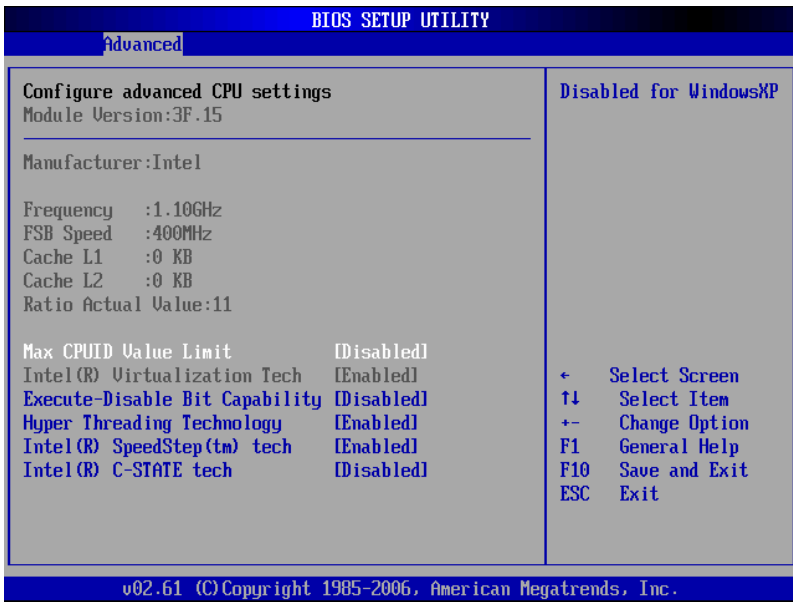 BIOS SETUP UTILITY
Advanced
Configure advanced CPU settings
Module Version:3F.15
Manufacturer:Intel
Frequency :1.10GHz
FSB Speed :400MHz
Cache L1 :0 KB
Cache L2 :0 KB
Ratio Actual Value:11
Max CPUID Value Limit [Disabled]
Intel(R) Virtualization Tech [Enabled]
Execute-Disable Bit Capability [Disabled]
Hyper Threading Technology [Enabled]
Intel(R) SpeedStep(tm) tech [Enabled]
Intel(R) C-STATE tech [Disabled]
Disabled for WindowsXP
← Select Screen
↑↓ Select Item
+- Change Option
F1 General Help
F10 Save and Exit
ESC Exit
v02.61 (C)Copyright 1985-2006, American Megatrends, Inc.